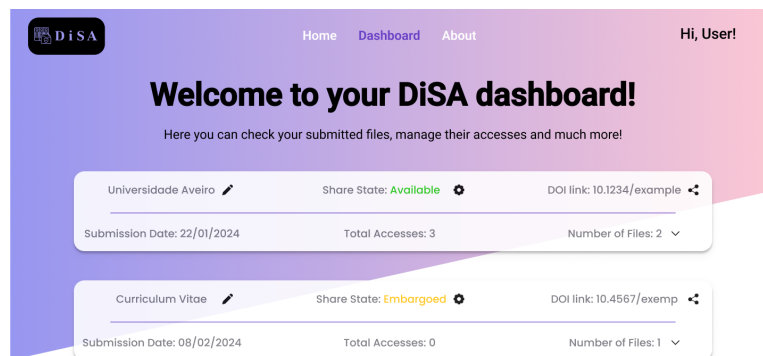 DiSA
Home Dashboard About
Hi, User!
Welcome to your DiSA dashboard!
Here you can check your submitted files, manage their accesses and much more!
Universidade Aveiro
Share State: Available
DOI link: 10.1234/example
Submission Date: 22/01/2024
Total Accesses: 3
Number of Files: 2
Curriculum Vitae
Share State: Embargoed
DOI link: 10.4567/exemp
Submission Date: 08/02/2024
Total Accesses: 0
Number of Files: 1